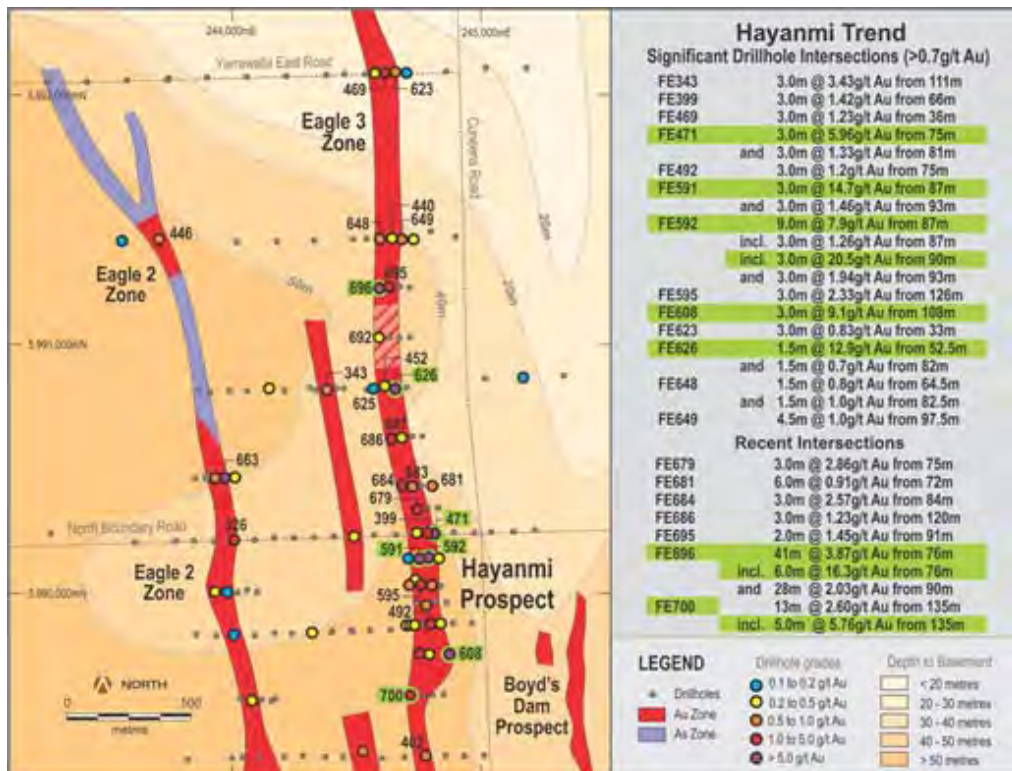 244,000mE
245,000mE
Yarrawalla East Road
469
623
Eagle 3
Zone
Cuneens Road
20m
30m
40m
50m
440
648
649
446
Eagle 2
Zone
695
696
5,991,000mN
692
452
343
626
625
687
686
663
683
684
681
679
399
471
326
North Boundary Road
591
592
Hayanmi
Prospect
595
Eagle 2
Zone
5,990,000mN
492
608
700
Boyd's
Dam
Prospect
NORTH
0
500
metres
402
Hayanmi Trend
Significant Drillhole Intersections (>0.7g/t Au)
FE343 3.0m @ 3.43g/t Au from 111m
FE399 3.0m @ 1.42g/t Au from 66m
FE469 3.0m @ 1.23g/t Au from 36m
FE471 3.0m @ 5.96g/t Au from 75m
and 3.0m @ 1.33g/t Au from 81m
FE492 3.0m @ 1.2g/t Au from 75m
FE591 3.0m @ 14.7g/t Au from 87m
and 3.0m @ 1.46g/t Au from 93m
FE592 9.0m @ 7.9g/t Au from 87m
incl. 3.0m @ 1.26g/t Au from 87m
incl. 3.0m @ 20.5g/t Au from 90m
and 3.0m @ 1.94g/t Au from 93m
FE595 3.0m @ 2.33g/t Au from 126m
FE608 3.0m @ 9.1g/t Au from 108m
FE623 3.0m @ 0.83g/t Au from 33m
FE626 1.5m @ 12.9g/t Au from 52.5m
and 1.5m @ 0.7g/t Au from 82m
FE648 1.5m @ 0.8g/t Au from 64.5m
and 1.5m @ 1.0g/t Au from 82.5m
FE649 4.5m @ 1.0g/t Au from 97.5m
Recent Intersections
FE679 3.0m @ 2.86g/t Au from 75m
FE681 6.0m @ 0.91g/t Au from 72m
FE684 3.0m @ 2.57g/t Au from 84m
FE686 3.0m @ 1.23g/t Au from 120m
FE695 2.0m @ 1.45g/t Au from 91m
FE696 41m @ 3.87g/t Au from 76m
incl. 6.0m @ 16.3g/t Au from 76m
and 28m @ 2.03g/t Au from 90m
FE700 13m @ 2.60g/t Au from 135m
incl. 5.0m @ 5.76g/t Au from 135m
LEGEND
Drillholes
Au Zone
As Zone
Drillhole grades
0.1 to 0.2 g/t Au
0.2 to 0.5 g/t Au
0.5 to 1.0 g/t Au
1.0 to 5.0 g/t Au
> 5.0 g/t Au
Depth to Basement
< 20 metres
20 - 30 metres
30 - 40 metres
40 - 50 metres
> 50 metres